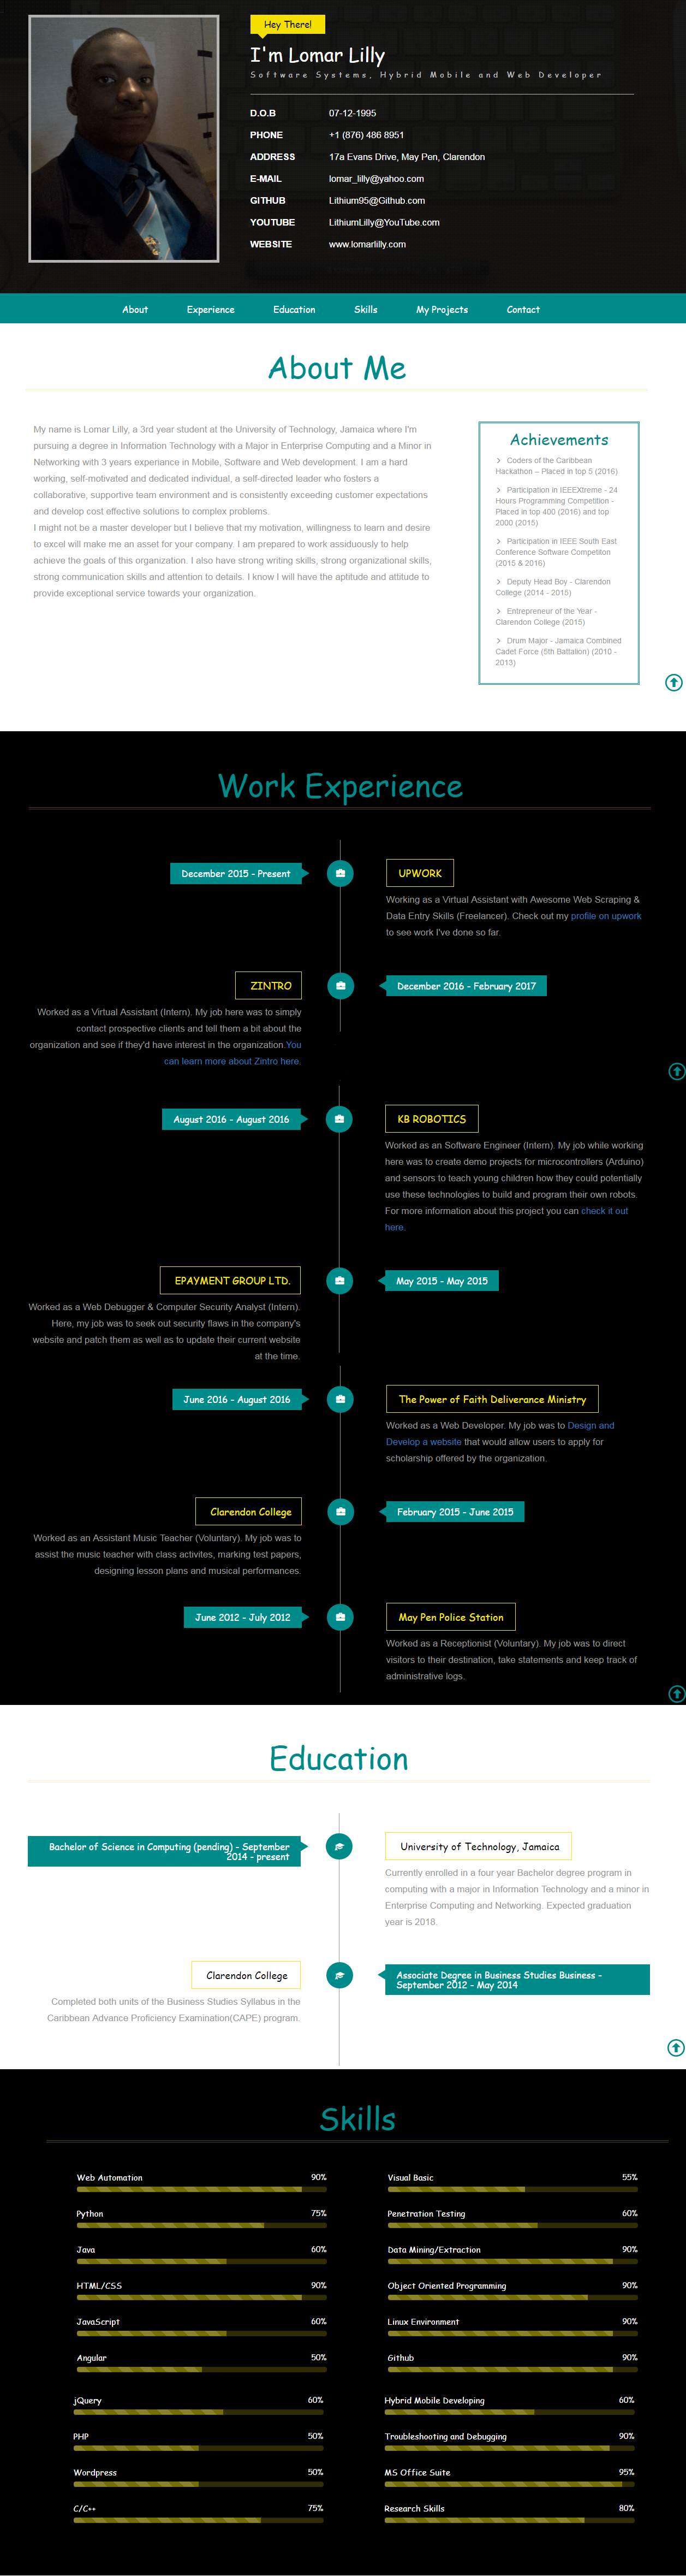 Hey There!
I'm Lomar Lilly
Software Systems, Hybrid Mobile and Web Developer
D.O.B 07-12-1995
PHONE +1 (876) 486 8951
ADDRESS 17a Evans Drive, May Pen, Clarendon
E-MAIL lomar_lilly@yahoo.com
GITHUB Lithium95@Github.com
YOUTUBE LithiumLilly@YouTube.com
WEBSITE www.lomarlilly.com
About Experience Education Skills My Projects Contact
About Me
My name is Lomar Lilly, a 3rd year student at the University of Technology, Jamaica where I'm
pursuing a degree in Information Technology with a Major in Enterprise Computing and a Minor in
Networking with 3 years experiance in Mobile, Software and Web development. I am a hard
working, self-motivated and dedicated individual, a self-directed leader who fosters a
collaborative, supportive team environment and is consistently exceeding customer expectations
and develop cost effective solutions to complex problems.
I might not be a master developer but I believe that my motivation, willingness to learn and desire
to excel will make me an asset for your company. I am prepared to work assiduously to help
achieve the goals of this organization. I also have strong writing skills, strong organizational skills,
strong communication skills and attention to details. I know I will have the aptitude and attitude to
provide exceptional service towards your organization.
Achievements
Coders of the Caribbean
Hackathon – Placed in top 5 (2016)
Participation in IEEEXtreme - 24
Hours Programming Competition -
Placed in top 400 (2016) and top
2000 (2015)
Participation in IEEE South East
Conference Software Competiton
(2015 & 2016)
Deputy Head Boy - Clarendon
College (2014 - 2015)
Entrepreneur of the Year -
Clarendon College (2015)
Drum Major - Jamaica Combined
Cadet Force (5th Battalion) (2010 -
2013)
Work Experience
December 2015 - Present
UPWORK
Working as a Virtual Assistant with Awesome Web Scraping &
Data Entry Skills (Freelancer). Check out my profile on upwork
to see work I've done so far.
ZINTRO
December 2016 - February 2017
Worked as a Virtual Assistant (Intern). My job here was to simply
contact prospective clients and tell them a bit about the
organization and see if they'd have interest in the organization.You
can learn more about Zintro here.
August 2016 - August 2016
KB ROBOTICS
Worked as an Software Engineer (Intern). My job while working
here was to create demo projects for microcontrollers (Arduino)
and sensors to teach young children how they could potentially
use these technologies to build and program their own robots.
For more information about this project you can check it out
here.
EPAYMENT GROUP LTD.
May 2015 - May 2015
Worked as a Web Debugger & Computer Security Analyst (Intern).
Here, my job was to seek out security flaws in the company's
website and patch them as well as to update their current website
at the time.
June 2016 - August 2016
The Power of Faith Deliverance Ministry
Worked as a Web Developer. My job was to Design and
Develop a website that would allow users to apply for
scholarship offered by the organization.
Clarendon College
February 2015 - June 2015
Worked as an Assistant Music Teacher (Voluntary). My job was to
assist the music teacher with class activites, marking test papers,
designing lesson plans and musical performances.
June 2012 - July 2012
May Pen Police Station
Worked as a Receptionist (Voluntary). My job was to direct
visitors to their destination, take statements and keep track of
administrative logs.
Education
Bachelor of Science in Computing (pending) - September
2014 - present
University of Technology, Jamaica
Currently enrolled in a four year Bachelor degree program in
computing with a major in Information Technology and a minor in
Enterprise Computing and Networking. Expected graduation
year is 2018.
Clarendon College
Associate Degree in Business Studies Business -
September 2012 - May 2014
Completed both units of the Business Studies Syllabus in the
Caribbean Advance Proficiency Examination(CAPE) program.
Skills
Web Automation 90% Visual Basic 55%
Python 75% Penetration Testing 60%
Java 60% Data Mining/Extraction 90%
HTML/CSS 90% Object Oriented Programming 90%
JavaScript 60% Linux Environment 90%
Angular 50% Github 90%
jQuery 60% Hybrid Mobile Developing 60%
PHP 50% Troubleshooting and Debugging 90%
Wordpress 50% MS Office Suite 95%
C/C++ 75% Research Skills 80%